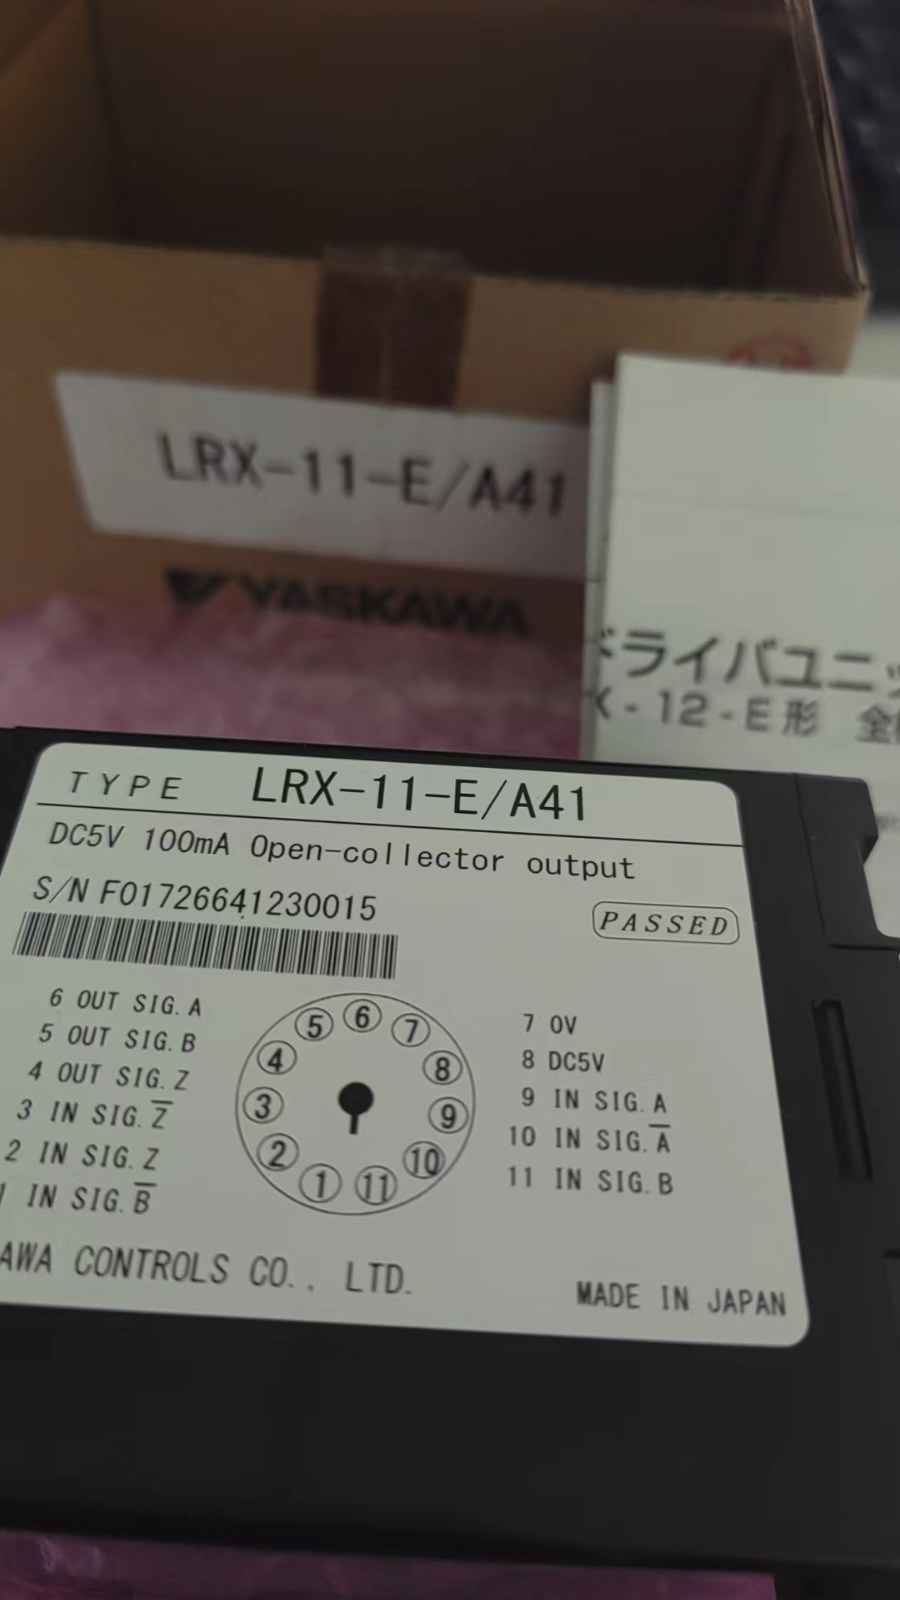 LRX-11-E/A41
YASKAWA
ドライバユニッ
-12-E形 全
TYPE LRX-11-E/A41
DC5V 100mA Open-collector output
S/N F01726641230015
PASSED
6 OUT SIG.A
5 OUT SIG.B
4 OUT SIG.Z
3 IN SIG.Z̅
2 IN SIG.Z
1 IN SIG.B̅
5 6 7
4 8
3 9
2 10
1 11
7 0V
8 DC5V
9 IN SIG.A
10 IN SIG.A̅
11 IN SIG.B
AWA CONTROLS CO., LTD.
MADE IN JAPAN